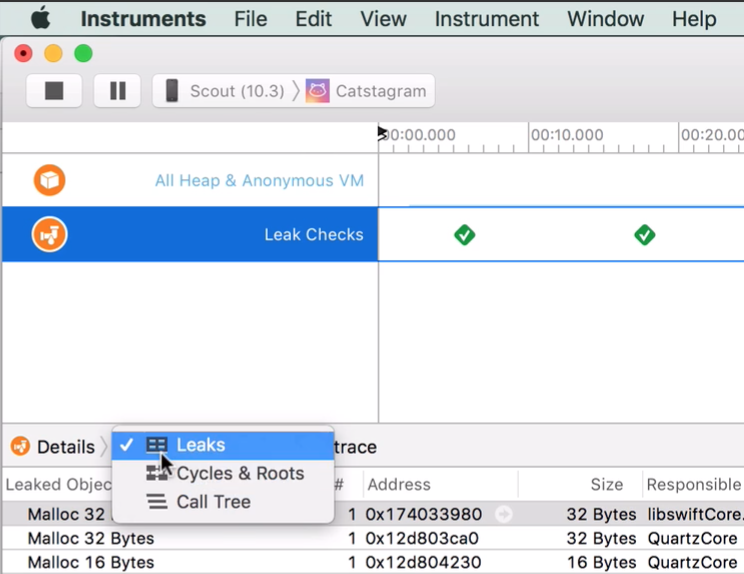 Instruments File Edit View Instrument Window Help
Scout (10.3) Catstagram
00:00.000 00:10.000 00:20.00
All Heap & Anonymous VM
Leak Checks
Details trace
Leaks
Cycles & Roots
Call Tree
Leaked Objec # Address Size Responsible
Malloc 32 1 0x174033980 32 Bytes libswiftCore.
Malloc 32 Bytes 1 0x12d803ca0 32 Bytes QuartzCore
Malloc 16 Bytes 1 0x12d804230 16 Bytes QuartzCore